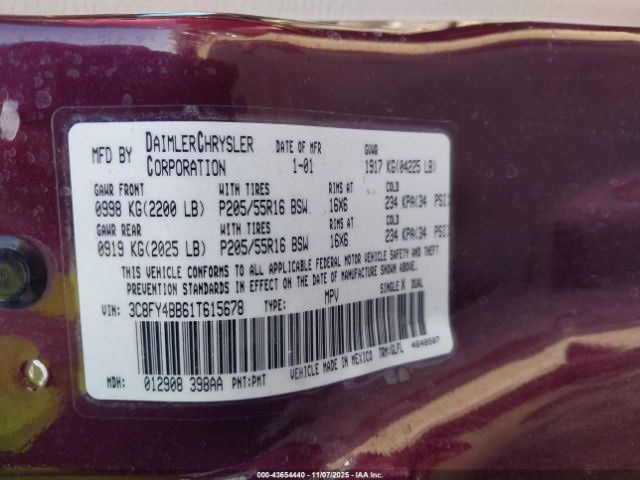 MFD BY DAIMLERCHRYSLER CORPORATION DATE OF MFR 1-01 GVWR 1917 KG(04225 LB)
GAWR FRONT WITH TIRES RIMS AT COLD
0998 KG(2200 LB) P205/55R16 BSW 16X6 234 KPA(34 PSI)
GAWR REAR WITH TIRES RIMS AT COLD
0919 KG(2025 LB) P205/55R16 BSW 16X6 234 KPA(34 PSI)
THIS VEHICLE CONFORMS TO ALL APPLICABLE FEDERAL MOTOR VEHICLE SAFETY AND THEFT
PREVENTION STANDARDS IN EFFECT ON THE DATE OF MANUFACTURE SHOWN ABOVE.
VIN: 3C8FY4BB61T615678 TYPE: MPV SINGLE X DUAL
MDH: 012908 398AA PNT:PMT VEHICLE MADE IN MEXICO TRM:GLFL 4648507
000-43654440 - 11/07/2025 - IAA Inc.